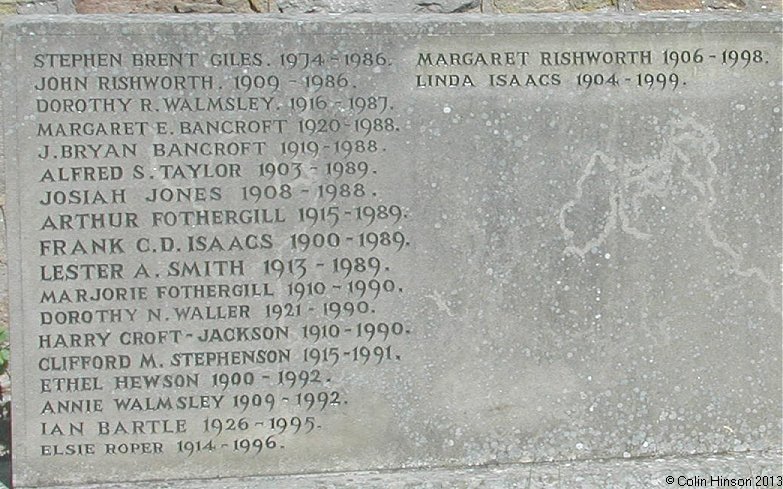 STEPHEN BRENT GILES. 1974 - 1986.
JOHN RISHWORTH. 1909 - 1986.
DOROTHY R. WALMSLEY. 1916 - 1987.
MARGARET E. BANCROFT 1920 - 1988.
J. BRYAN BANCROFT 1919 - 1988.
ALFRED S. TAYLOR 1903 - 1989.
JOSIAH JONES 1908 - 1988.
ARTHUR FOTHERGILL 1915 - 1989.
FRANK C.D. ISAACS 1900 - 1989.
LESTER A. SMITH 1913 - 1989.
MARJORIE FOTHERGILL 1910 - 1990.
DOROTHY N. WALLER 1921 - 1990.
HARRY CROFT - JACKSON 1910 - 1990.
CLIFFORD M. STEPHENSON 1915 - 1991.
ETHEL HEWSON 1900 - 1992.
ANNIE WALMSLEY 1909 - 1992.
IAN BARTLE 1926 - 1995.
ELSIE ROPER 1914 - 1996.
MARGARET RISHWORTH 1906 - 1998.
LINDA ISAACS 1904 - 1999.
©Colin Hinson 2013